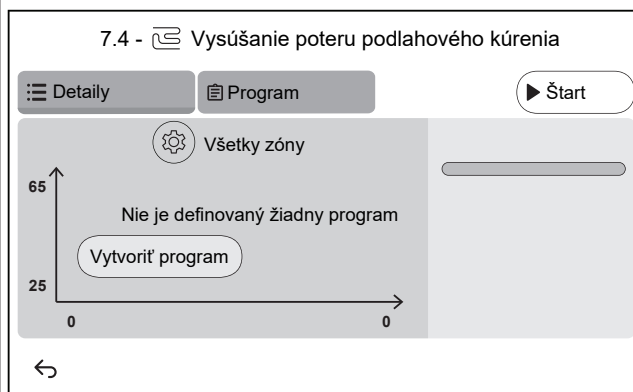 7.4 - Vysúšanie poteru podlahového kúrenia
Detaily
Program
Štart
Všetky zóny
65
Nie je definovaný žiadny program
Vytvoriť program
25
0
0